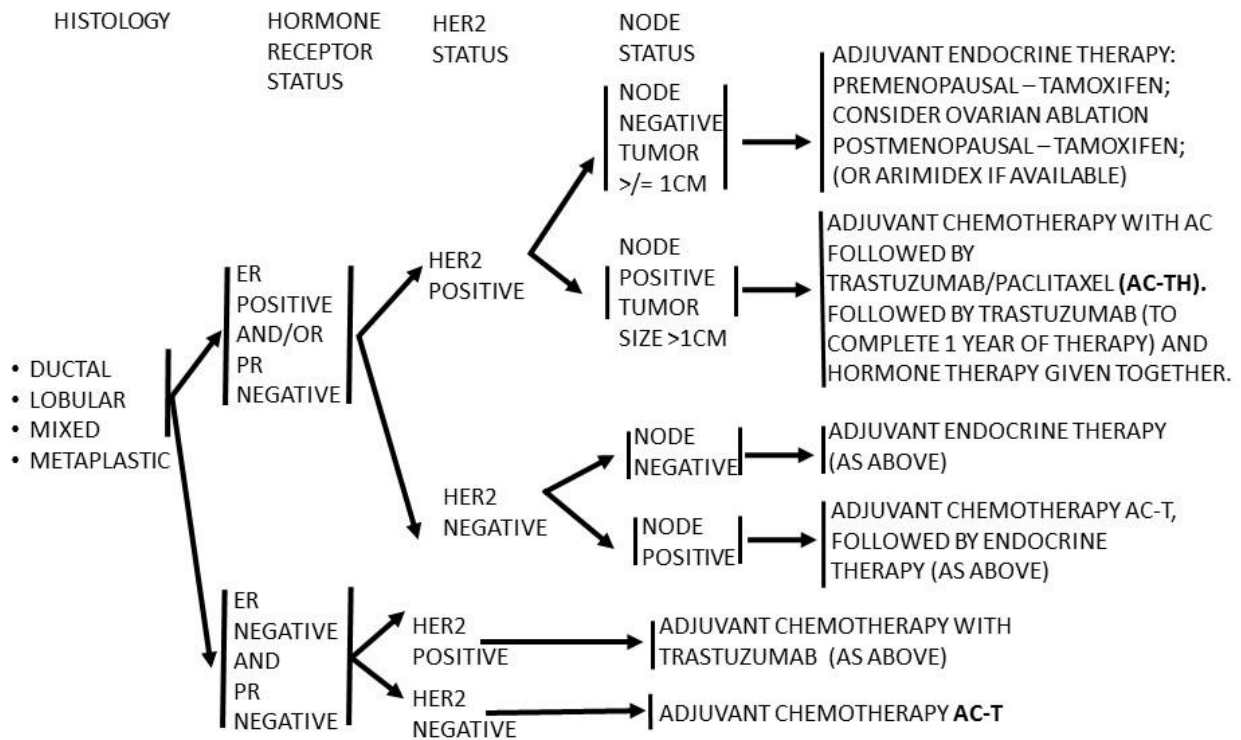 HISTOLOGY
HORMONE
RECEPTOR
STATUS
HER2
STATUS
NODE
STATUS
• DUCTAL
• LOBULAR
• MIXED
• METAPLASTIC
ER
POSITIVE
AND/OR
PR
NEGATIVE
HER2
POSITIVE
NODE
NEGATIVE
TUMOR
>/= 1CM
ADJUVANT ENDOCRINE THERAPY:
PREMENOPAUSAL – TAMOXIFEN;
CONSIDER OVARIAN ABLATION
POSTMENOPAUSAL – TAMOXIFEN;
(OR ARIMIDEX IF AVAILABLE)
NODE
POSITIVE
TUMOR
SIZE >1CM
ADJUVANT CHEMOTHERAPY WITH AC
FOLLOWED BY
TRASTUZUMAB/PACLITAXEL (AC-TH).
FOLLOWED BY TRASTUZUMAB (TO
COMPLETE 1 YEAR OF THERAPY) AND
HORMONE THERAPY GIVEN TOGETHER.
HER2
NEGATIVE
NODE
NEGATIVE
ADJUVANT ENDOCRINE THERAPY
(AS ABOVE)
NODE
POSITIVE
ADJUVANT CHEMOTHERAPY AC-T,
FOLLOWED BY ENDOCRINE
THERAPY (AS ABOVE)
ER
NEGATIVE
AND
PR
NEGATIVE
HER2
POSITIVE
ADJUVANT CHEMOTHERAPY WITH
TRASTUZUMAB (AS ABOVE)
HER2
NEGATIVE
ADJUVANT CHEMOTHERAPY AC-T